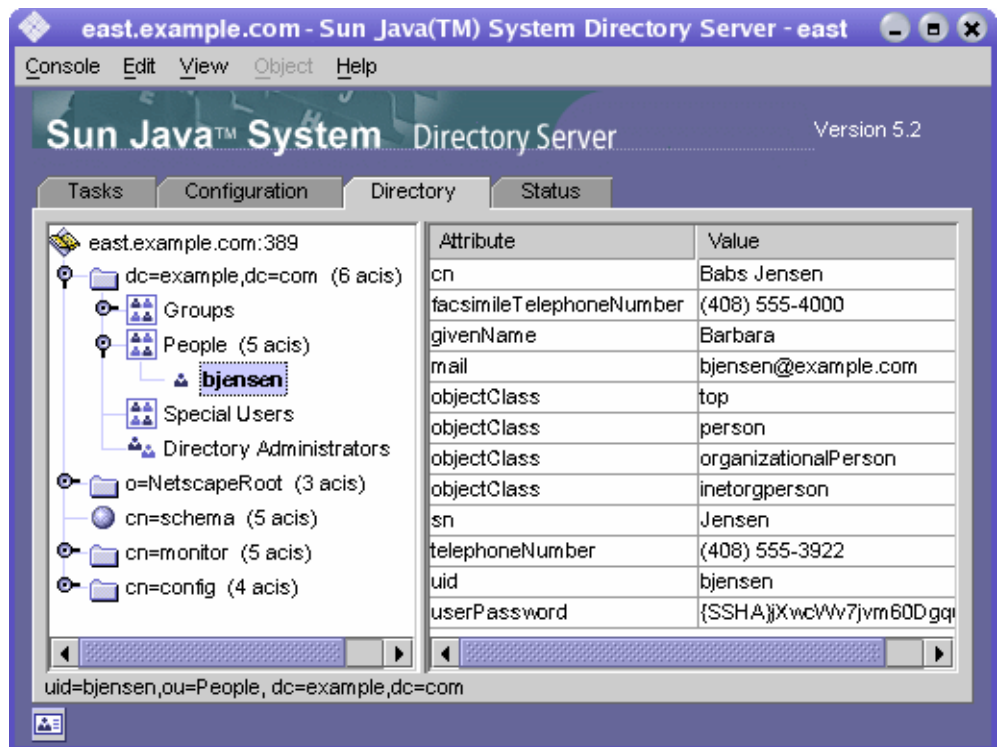 east.example.com - Sun Java(TM) System Directory Server - east
Console Edit View Object Help
Sun Java™ System Directory Server
Version 5.2
Tasks Configuration Directory Status
east.example.com:389
dc=example,dc=com (6 acis)
Groups
People (5 acis)
bjensen
Special Users
Directory Administrators
o=NetscapeRoot (3 acis)
cn=schema (5 acis)
cn=monitor (5 acis)
cn=config (4 acis)
Attribute Value
cn Babs Jensen
facsimileTelephoneNumber (408) 555-4000
givenName Barbara
mail bjensen@example.com
objectClass top
objectClass person
objectClass organizationalPerson
objectClass inetorgperson
sn Jensen
telephoneNumber (408) 555-3922
uid bjensen
userPassword
uid=bjensen,ou=People, dc=example,dc=com